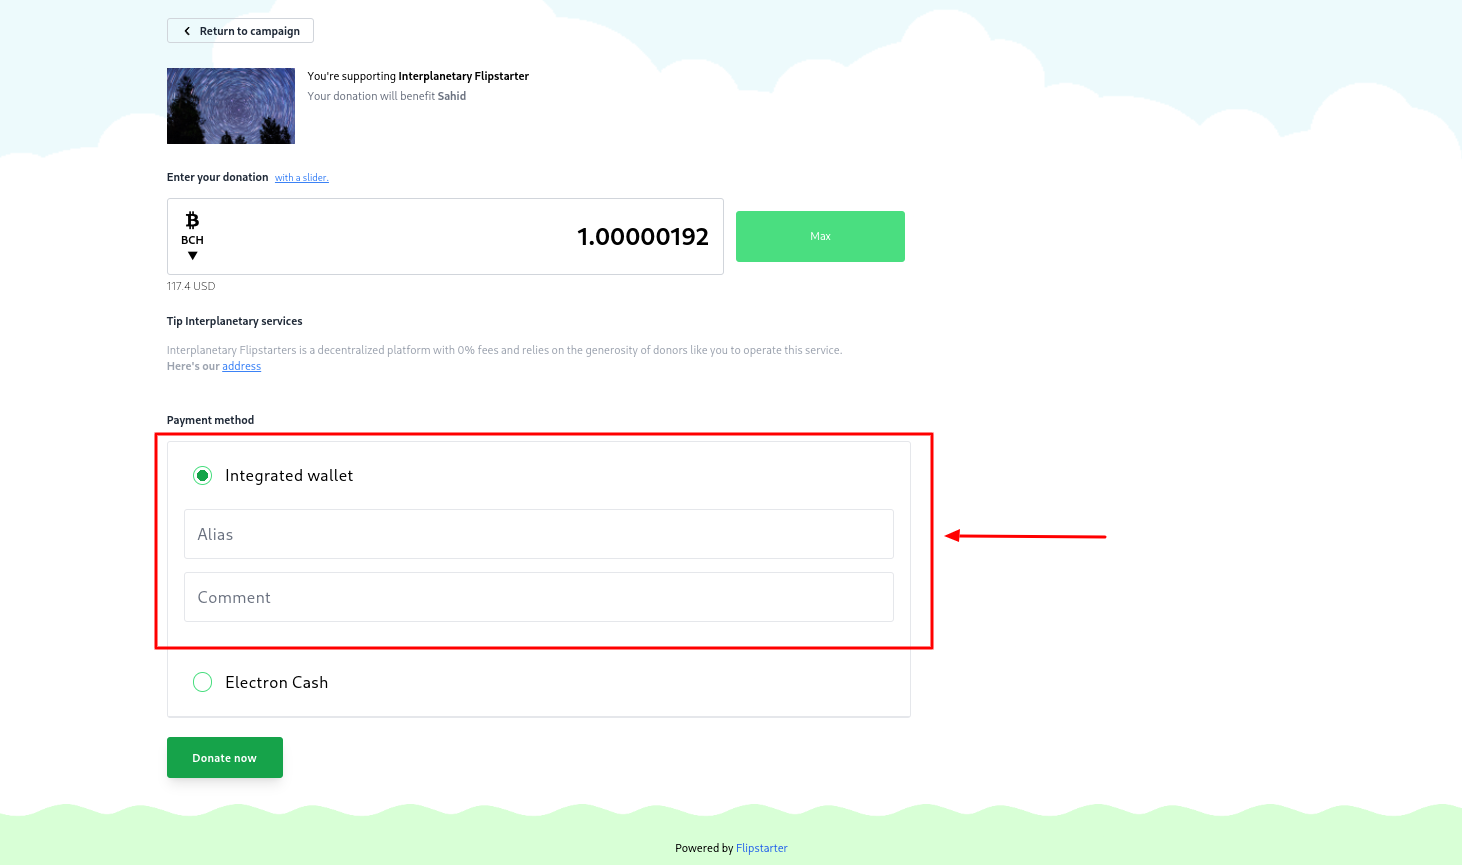 Return to campaign
You're supporting Interplanetary Flipstarter
Your donation will benefit Sahid
Enter your donation with a slider.
BCH
1.00000192
Max
117.4 USD
Tip Interplanetary services
Interplanetary Flipstarters is a decentralized platform with 0% fees and relies on the generosity of donors like you to operate this service.
Here's our address
Payment method
Integrated wallet
Alias
Comment
Electron Cash
Donate now
Powered by Flipstarter